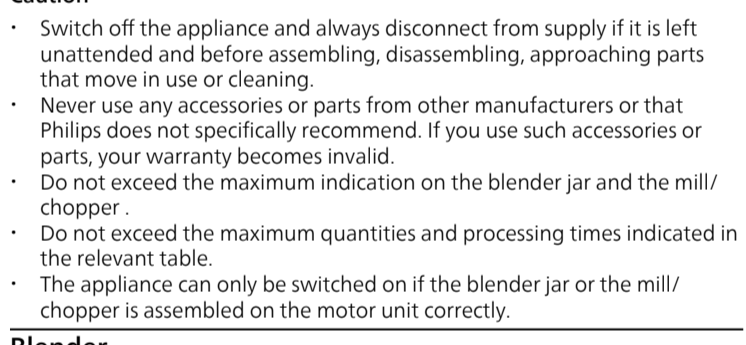 Caution
· Switch off the appliance and always disconnect from supply if it is left
unattended and before assembling, disassembling, approaching parts
that move in use or cleaning.
· Never use any accessories or parts from other manufacturers or that
Philips does not specifically recommend. If you use such accessories or
parts, your warranty becomes invalid.
· Do not exceed the maximum indication on the blender jar and the mill/
chopper .
· Do not exceed the maximum quantities and processing times indicated in
the relevant table.
· The appliance can only be switched on if the blender jar or the mill/
chopper is assembled on the motor unit correctly.
Blender